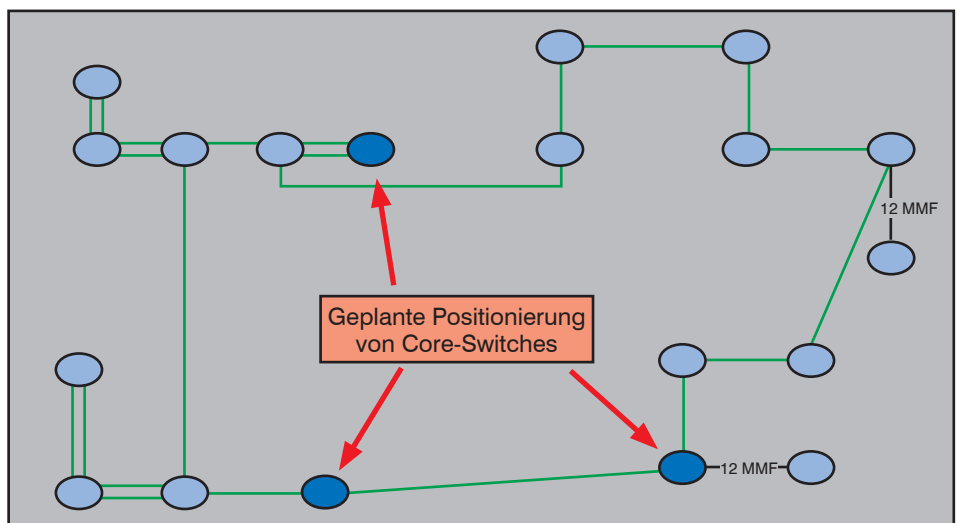 12 MMF
Geplante Positionierung
von Core-Switches
12 MMF